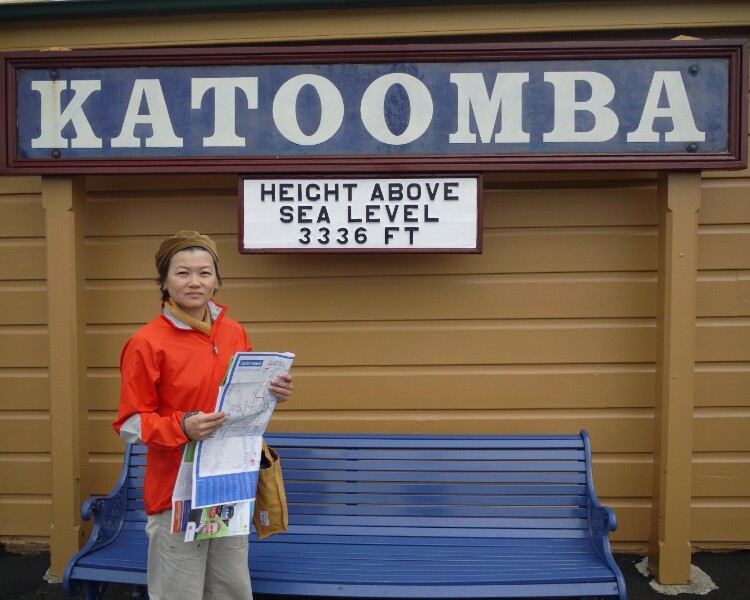 KATOOMBA
HEIGHT ABOVE
SEA LEVEL
3336 FT